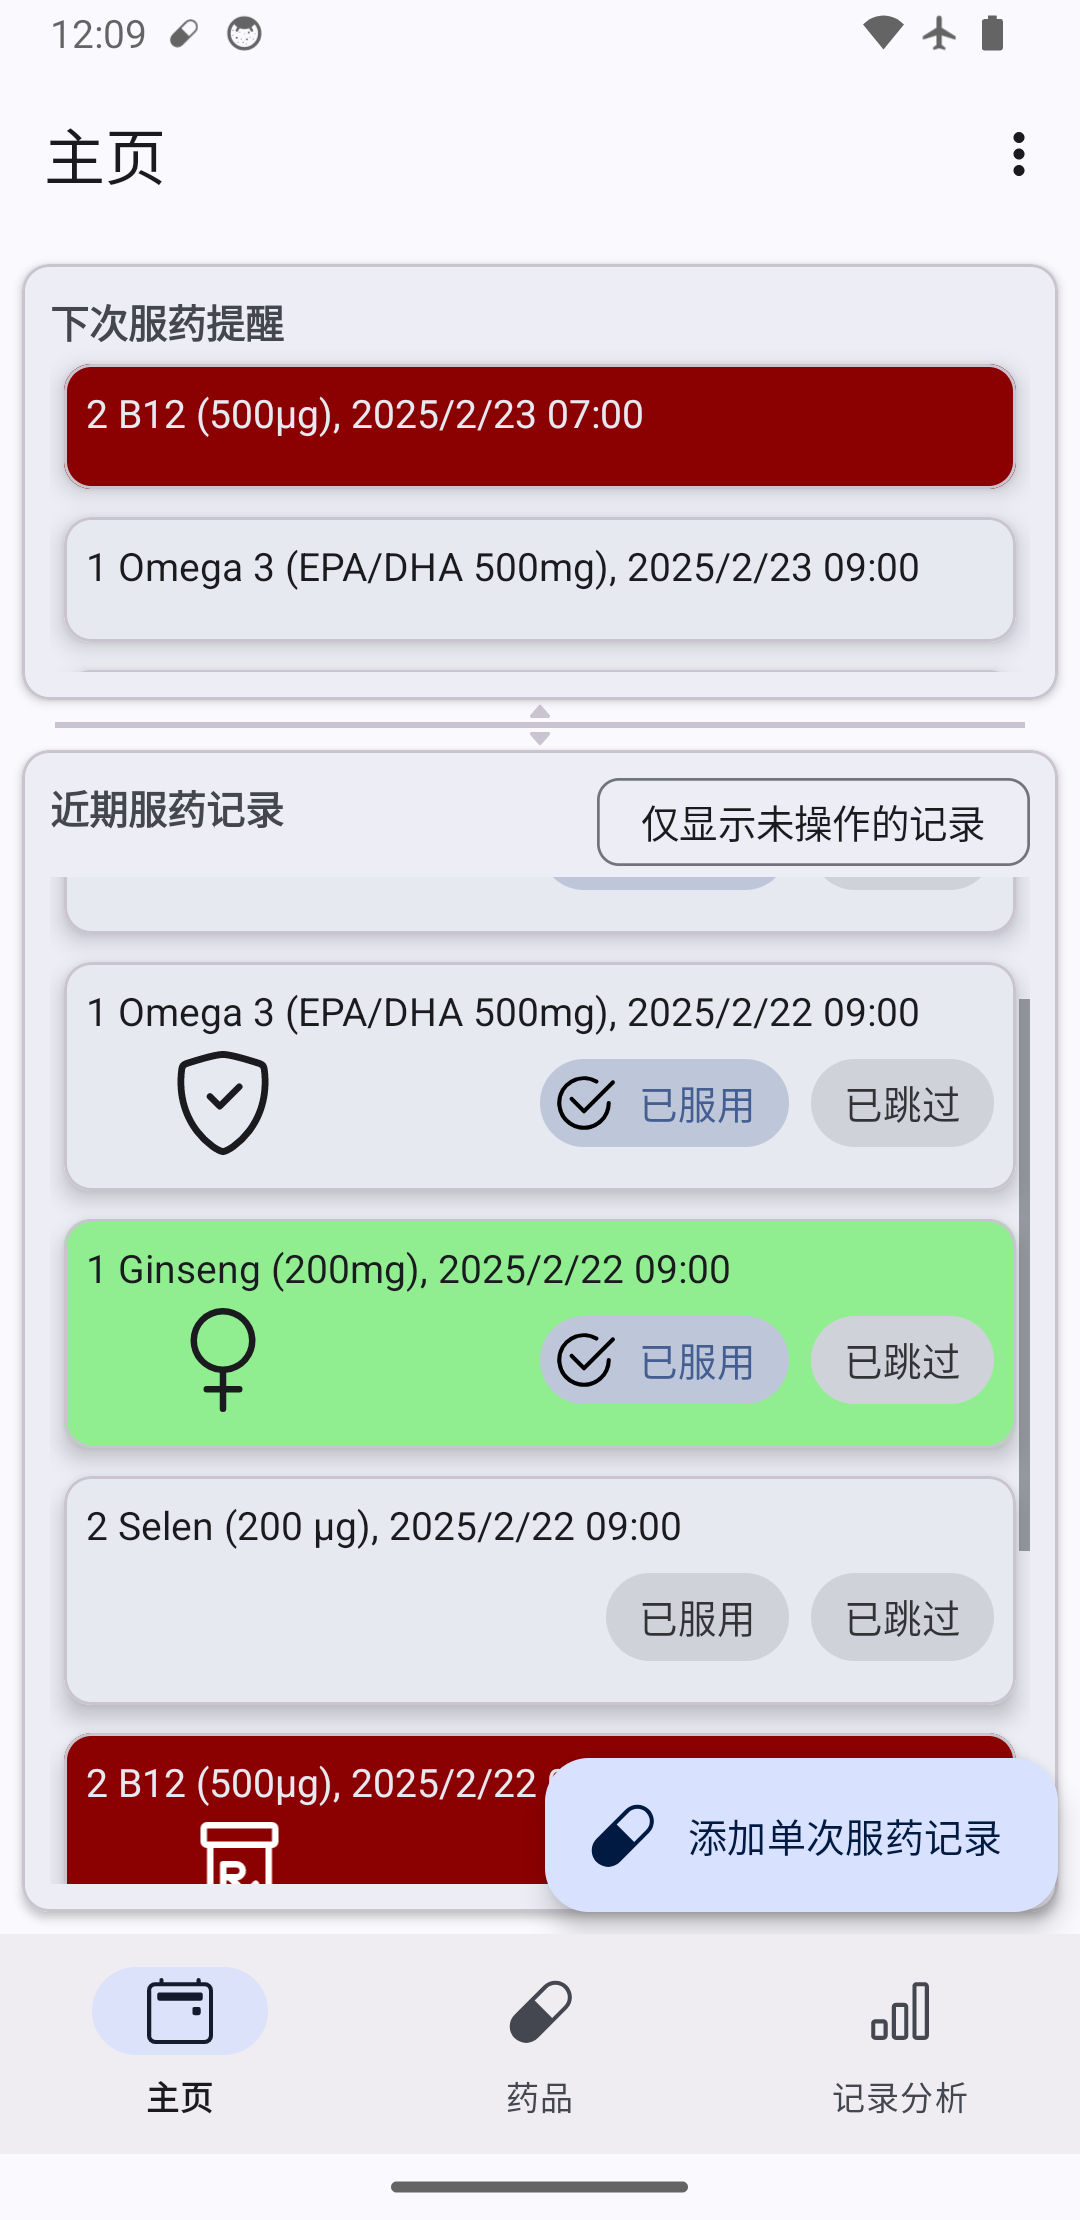 12:09
主页
下次服药提醒
2 B12 (500µg), 2025/2/23 07:00
1 Omega 3 (EPA/DHA 500mg), 2025/2/23 09:00
近期服药记录
仅显示未操作的记录
1 Omega 3 (EPA/DHA 500mg), 2025/2/22 09:00
已服用
已跳过
1 Ginseng (200mg), 2025/2/22 09:00
已服用
已跳过
2 Selen (200 µg), 2025/2/22 09:00
已服用
已跳过
2 B12 (500µg), 2025/2/22
添加单次服药记录
主页
药品
记录分析